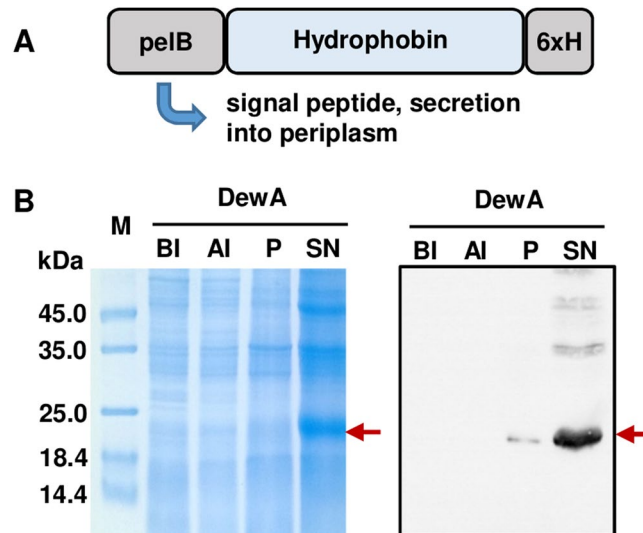 A
pelB
Hydrophobin
6xH
signal peptide, secretion
into periplasm
B
DewA
DewA
M
BI AI P SN
BI AI P SN
kDa
45.0
35.0
25.0
18.4
14.4